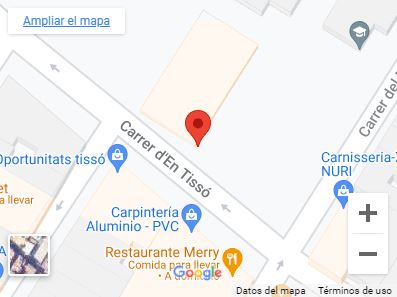 Ampliar el mapa
Carrer d'En Tissó
Carrer del
Oportunitats tissó
Carnisseria-X
NURI
Carpintería
Aluminio - PVC
et
para llevar
Restaurante Merry
Comida para llevar
• A domicilio
Google
Datos del mapa
Términos de uso